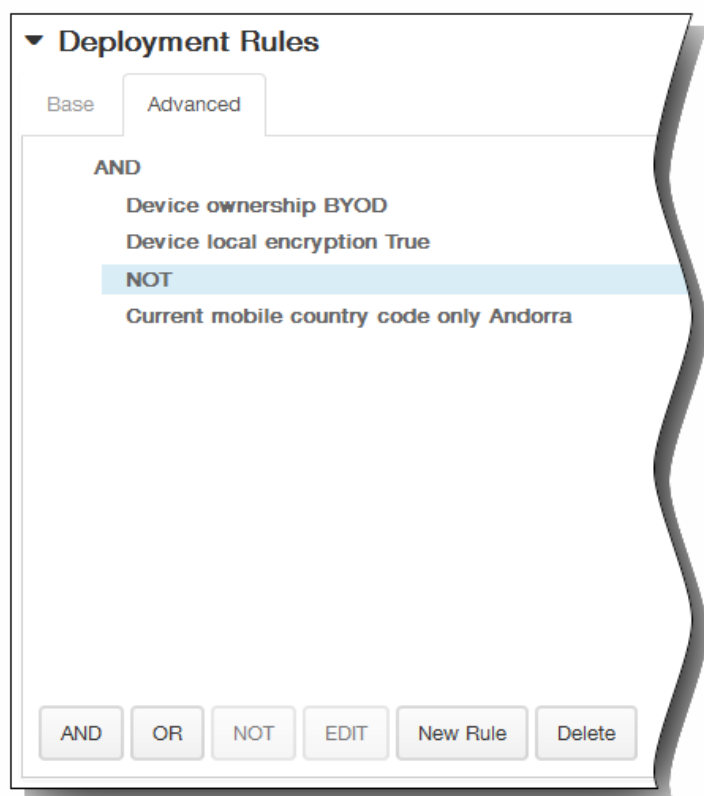 Deployment Rules
Base Advanced
AND
Device ownership BYOD
Device local encryption True
NOT
Current mobile country code only Andorra
AND OR NOT EDIT New Rule Delete